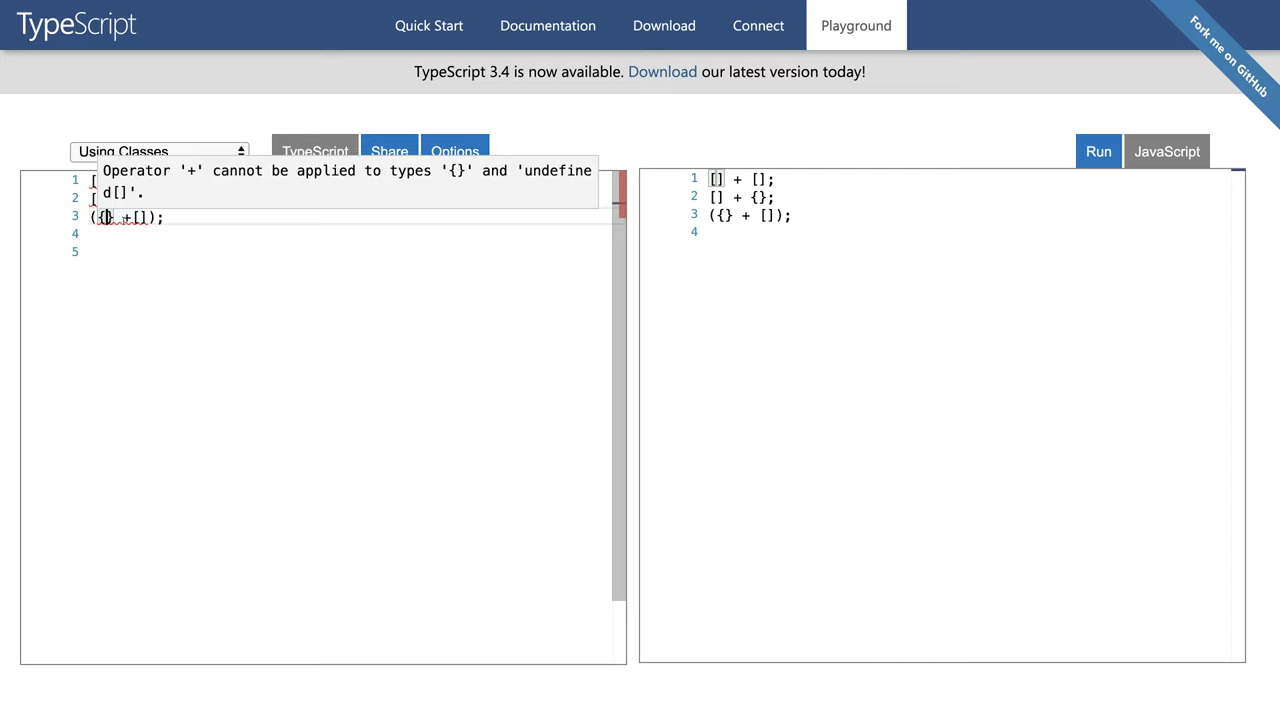 TypeScript Quick Start Documentation Download Connect Playground
Fork me on GitHub
TypeScript 3.4 is now available. Download our latest version today!
Using Classes TypeScript Share Options Run JavaScript
Operator '+' cannot be applied to types '{}' and 'undefine
d[]'.
1 [
2 [
3 ({} +[]);
4
5
1 [] + [];
2 [] + {};
3 ({} + []);
4